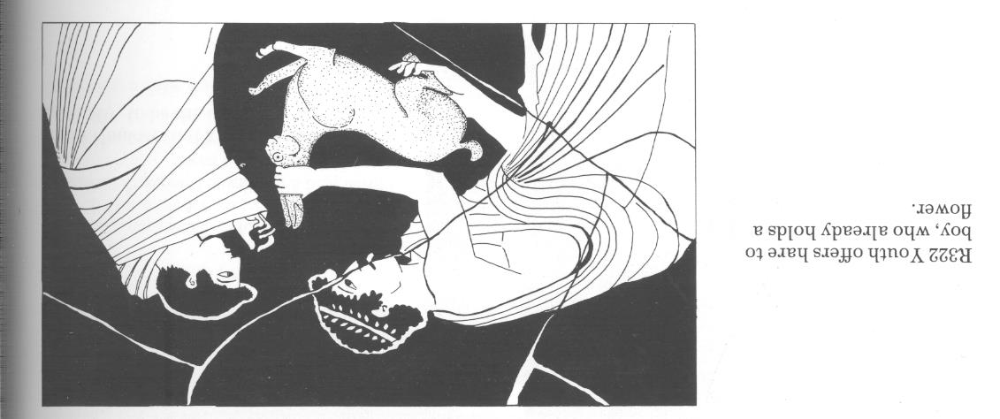 R322 Youth offers hare to
boy, who already holds a
flower.